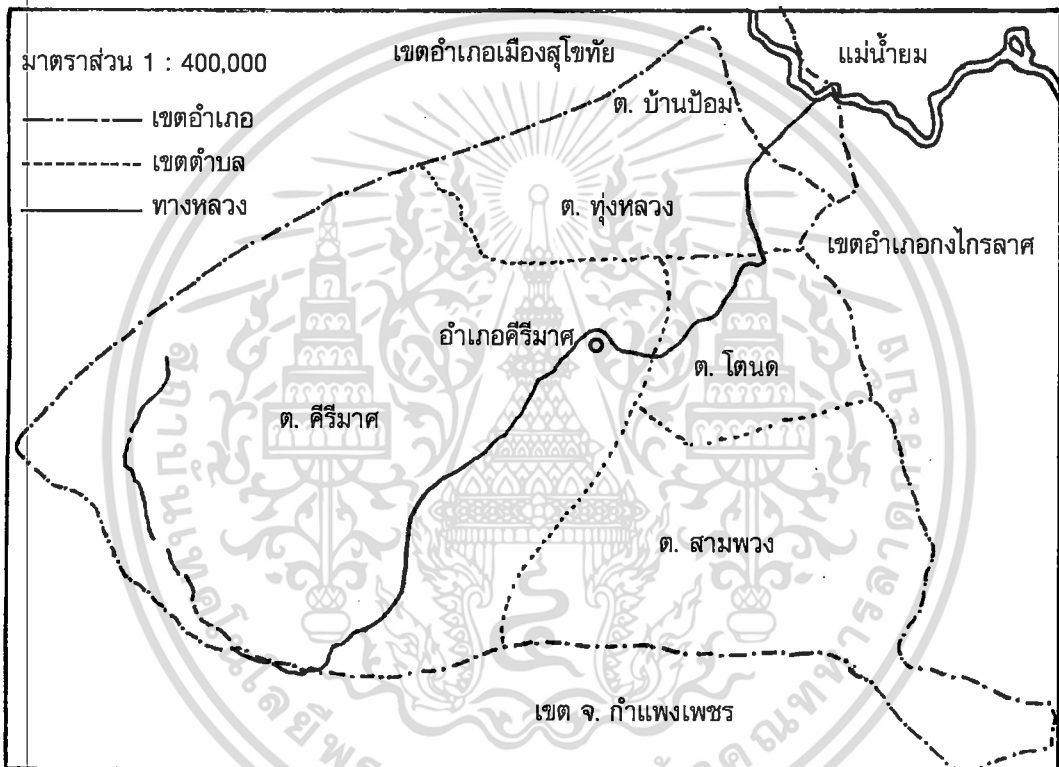 มาตราส่วน 1 : 400,000
เขตอำเภอ
เขตตำบล
ทางหลวง
เขตอำเภอเมืองสุโขทัย
แม่น้ำยม
ต. บ้านป้อม
ต. ทุ่งหลวง
เขตอำเภอกงไกรลาศ
อำเภอคีรีมาศ
ต. โตนด
ต. คีรีมาศ
ต. สามพวง
เขต จ. กำแพงเพชร